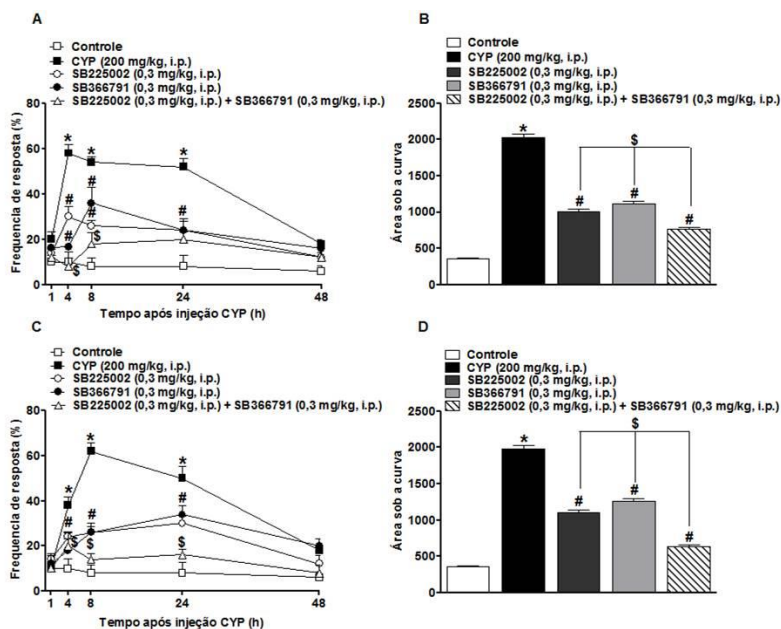 A
Controle
CYP (200 mg/kg, i.p.)
SB225002 (0,3 mg/kg, i.p.)
SB366791 (0,3 mg/kg, i.p.)
SB225002 (0,3 mg/kg, i.p.) + SB366791 (0,3 mg/kg, i.p.)
Frequencia de resposta (%)
80
60
40
20
0
* * *
# # # # #
$ $
1 4 8 24 48
Tempo após injeção CYP (h)
B
Controle
CYP (200 mg/kg, i.p.)
SB225002 (0,3 mg/kg, i.p.)
SB366791 (0,3 mg/kg, i.p.)
SB225002 (0,3 mg/kg, i.p.) + SB366791 (0,3 mg/kg, i.p.)
Área sob a curva
2500
2000
1500
1000
500
0
$
*
# # #
C
Controle
CYP (200 mg/kg, i.p.)
SB225002 (0,3 mg/kg, i.p.)
SB366791 (0,3 mg/kg, i.p.)
SB225002 (0,3 mg/kg, i.p.) + SB366791 (0,3 mg/kg, i.p.)
Frequencia de resposta (%)
80
60
40
20
0
* * *
# # #
$ $ $
1 4 8 24 48
Tempo após injeção CYP (h)
D
Controle
CYP (200 mg/kg, i.p.)
SB225002 (0,3 mg/kg, i.p.)
SB366791 (0,3 mg/kg, i.p.)
SB225002 (0,3 mg/kg, i.p.) + SB366791 (0,3 mg/kg, i.p.)
Área sob a curva
2500
2000
1500
1000
500
0
$
*
# # #